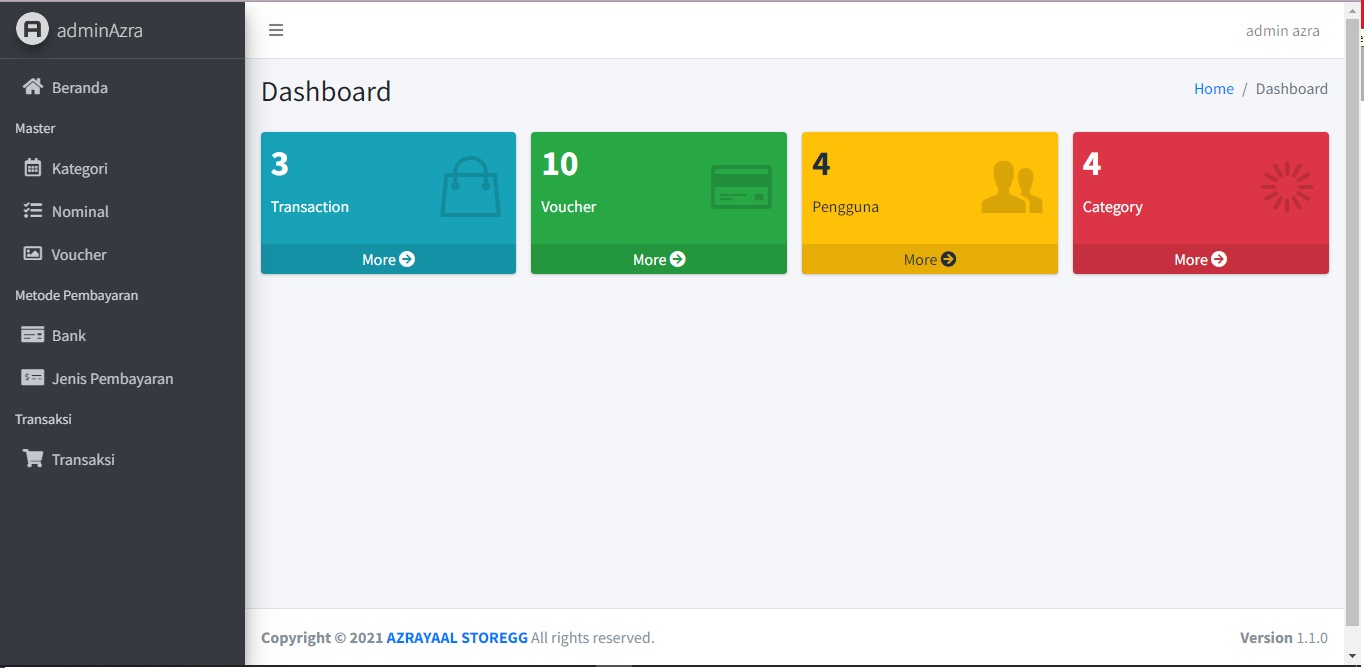 adminAzra
Beranda
Master
Kategori
Nominal
Voucher
Metode Pembayaran
Bank
Jenis Pembayaran
Transaksi
Transaksi
admin azra
Dashboard
Home / Dashboard
3
Transaction
More
10
Voucher
More
4
Pengguna
More
4
Category
More
Copyright © 2021 AZRAYAAL STOREGG All rights reserved.
Version 1.1.0